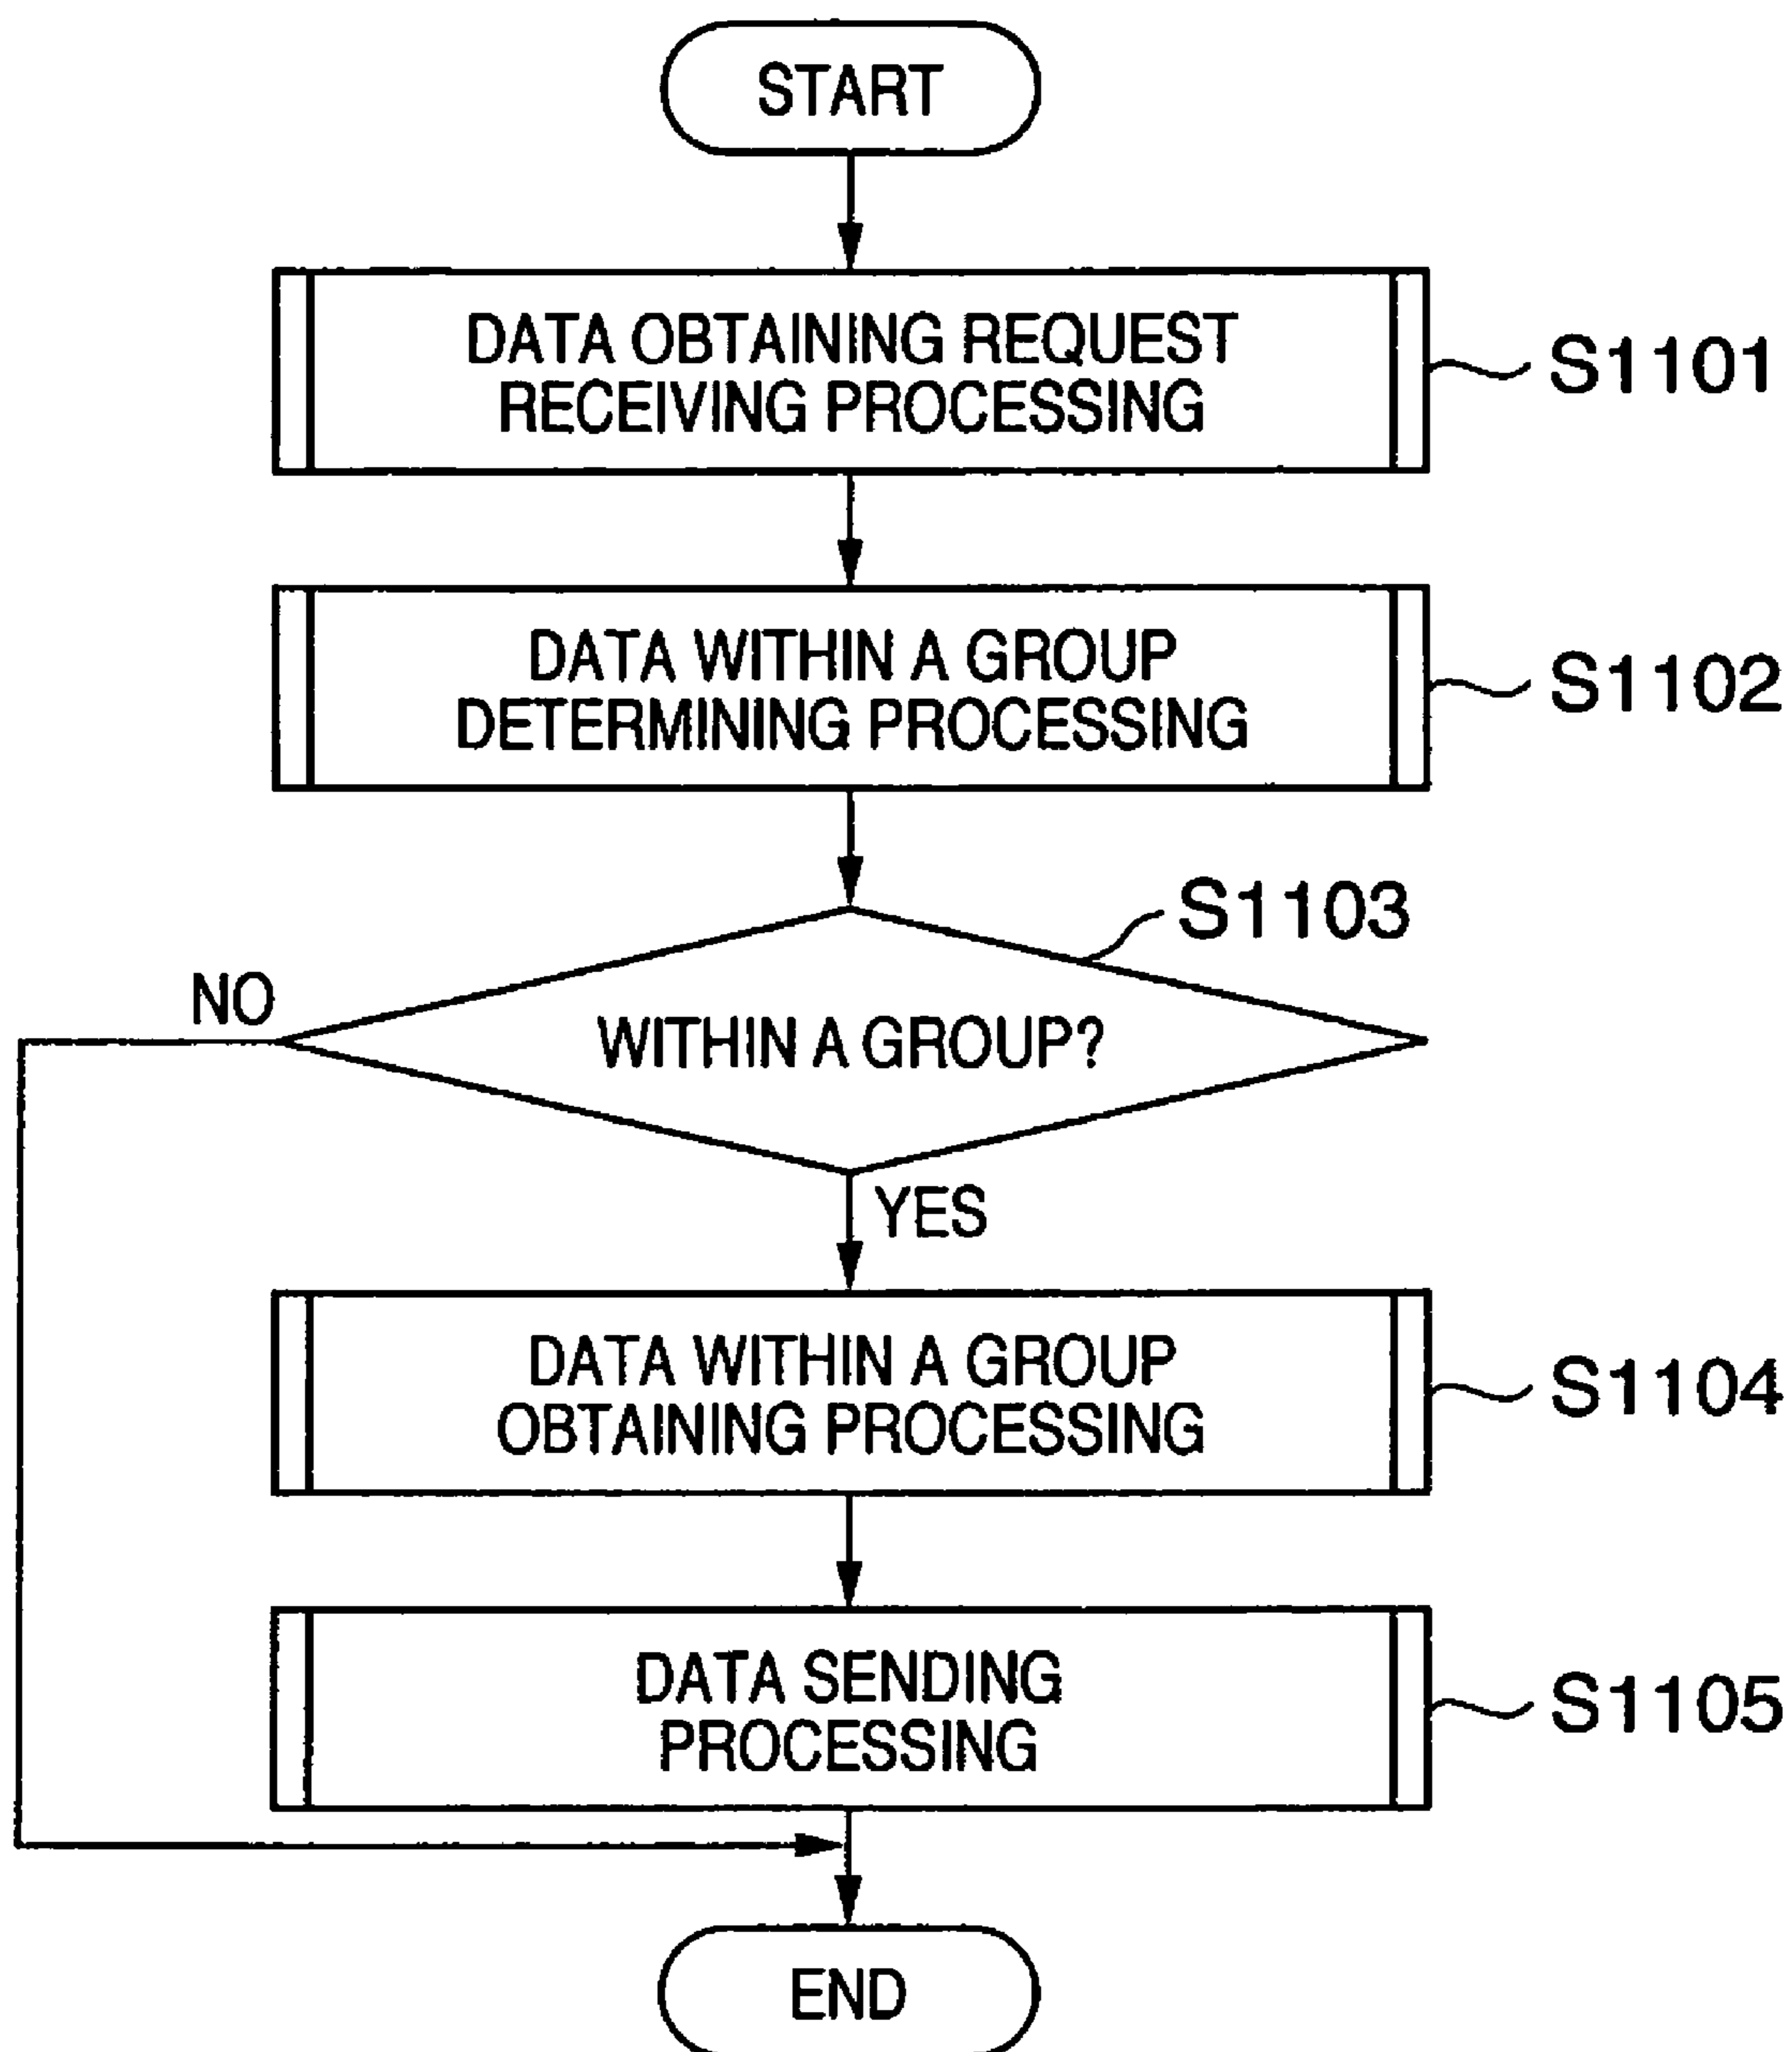 START
DATA OBTAINING REQUEST
RECEIVING PROCESSING
S1101
DATA WITHIN A GROUP
DETERMINING PROCESSING
S1102
S1103
NO
WITHIN A GROUP?
YES
DATA WITHIN A GROUP
OBTAINING PROCESSING
S1104
DATA SENDING
PROCESSING
S1105
END